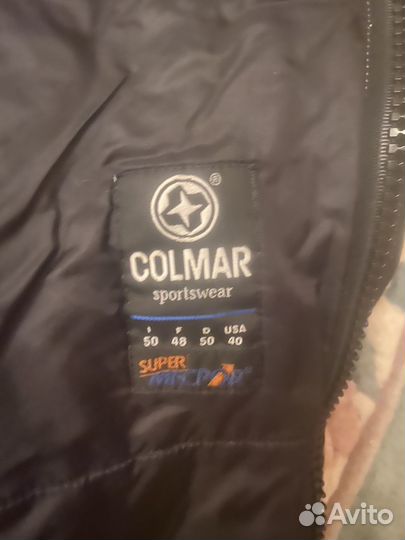 ®
COLMAR
sportswear
I F D USA
50 48 50 40
SUPER
Avito